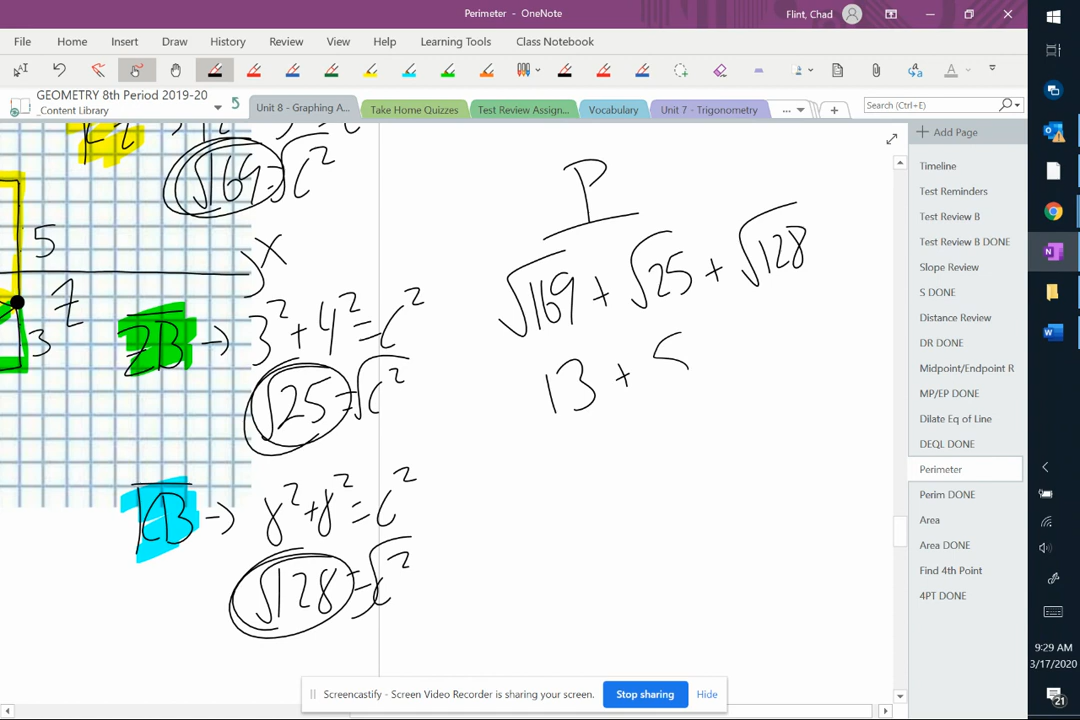 Perimeter - OneNote
Flint, Chad
File Home Insert Draw History Review View Help Learning Tools Class Notebook
GEOMETRY 8th Period 2019-20
_Content Library
Unit 8 - Graphing A...
Take Home Quizzes
Test Review Assign...
Vocabulary
Unit 7 - Trigonometry
...
Search (Ctrl+E)
Add Page
Timeline
Test Reminders
Test Review B
Test Review B DONE
Slope Review
S DONE
Distance Review
DR DONE
Midpoint/Endpoint R
MP/EP DONE
Dilate Eq of Line
DEQL DONE
Perimeter
Perim DONE
Area
Area DONE
Find 4th Point
4PT DONE
√169 = √c²
5
X
Z
3
ZB → 3² + 4² = c²
√25 = √c²
KB → 8² + 8² = c²
√128 = √c²
P
√169 + √25 + √128
13 + 5
Screencastify - Screen Video Recorder is sharing your screen.
Stop sharing
Hide
9:29 AM
3/17/2020
21